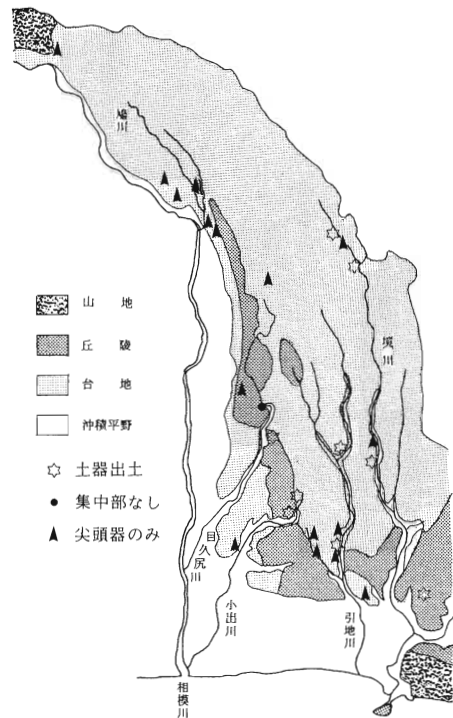 鳩川
境川
山地
丘陵
台地
沖積平野
土器出土
集中部なし
尖頭器のみ
目久尻川
小出川
引地川
相模川